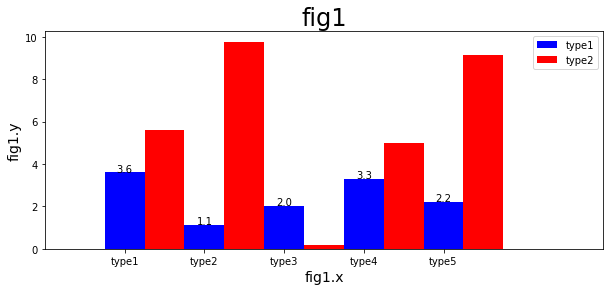 fig1
type1
type2
10
8
6
4
2
0
fig1.y
3.6
1.1
2.0
3.3
2.2
type1 type2 type3 type4 type5
fig1.x